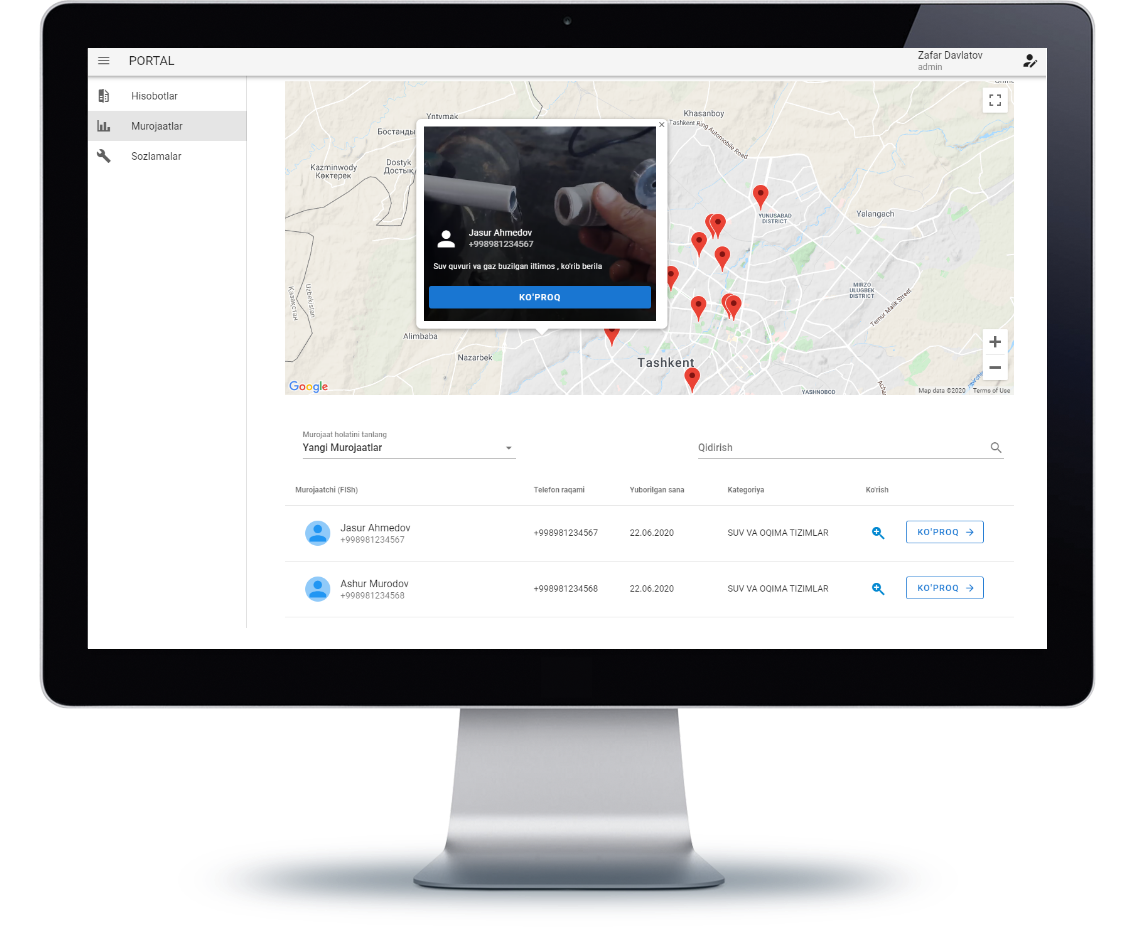 PORTAL
Zafar Davlatov
admin
Hisobotlar
Murojaatlar
Sozlamalar
Yntymak
Khasanboy
Tashkent Ring Automobile Road
Бостанды
Kazminwody
Көктерек
Dostyk
Достық
YUNUSABAD
DISTRICT
Yalangach
MIRZO
ULUGBEK
DISTRICT
Temur Malik Street
Uzbekistan
Казахстан
Alimbaba
Nazarbek
Tashkent
YASHNOBOD
Google
Map data ©2020
Terms of Use
Jasur Ahmedov
+998981234567
Suv quvuri va gaz buzilgan iltimos , ko'rib berila
KO'PROQ
Murojaat holatini tanlang
Yangi Murojaatlar
Qidirish
Murojaatchi (FISh)
Telefon raqami
Yuborilgan sana
Kategoriya
Ko'rish
Jasur Ahmedov
+998981234567
+998981234567
22.06.2020
SUV VA OQIMA TIZIMLAR
KO'PROQ
Ashur Murodov
+998981234568
+998981234568
22.06.2020
SUV VA OQIMA TIZIMLAR
KO'PROQ